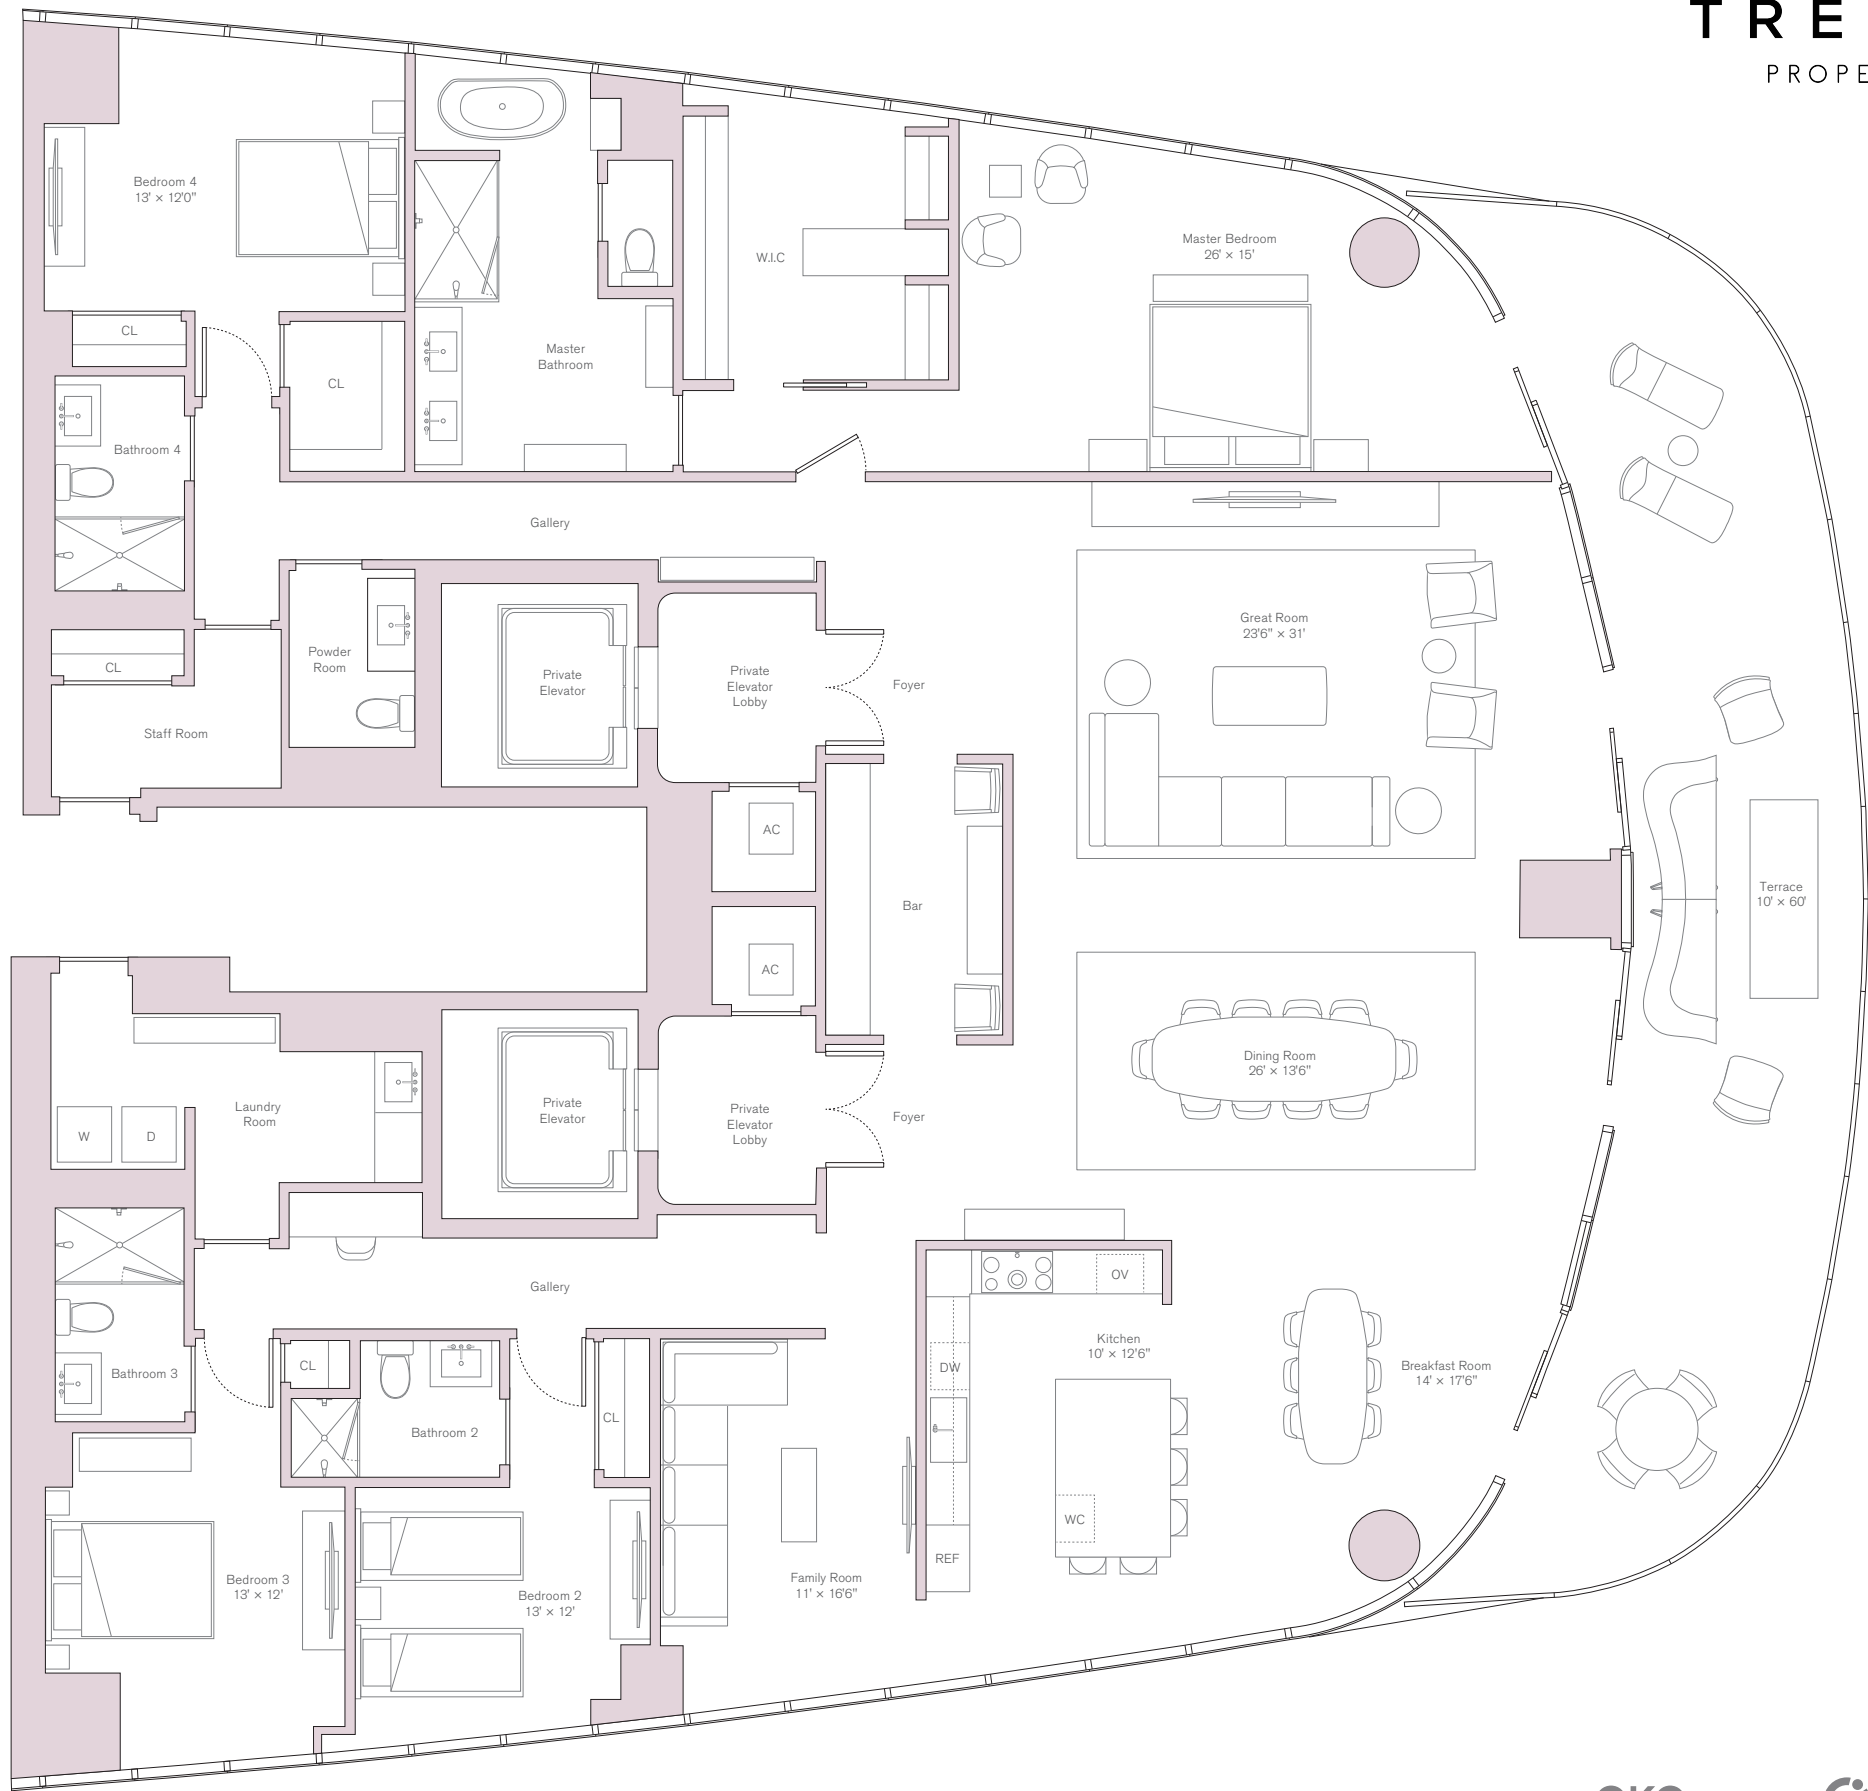 TRE
PROPE
Bedroom 4
13' × 12'0"
Master Bedroom
26' × 15'
W.I.C
CL
Master
Bathroom
CL
Bathroom 4
Gallery
Great Room
23'6" × 31'
Powder
Room
CL
Private
Elevator
Private
Elevator
Lobby
Foyer
Staff Room
AC
Bar
Terrace
10' × 60'
AC
Dining Room
26' × 13'6"
Laundry
Room
W
D
Private
Elevator
Private
Elevator
Lobby
Foyer
Gallery
OV
Kitchen
10' × 12'6"
DW
Breakfast Room
14' × 17'6"
CL
Bathroom 3
CL
Bathroom 2
WC
REF
Family Room
11' × 16'6"
Bedroom 3
13' × 12'
Bedroom 2
13' × 12'